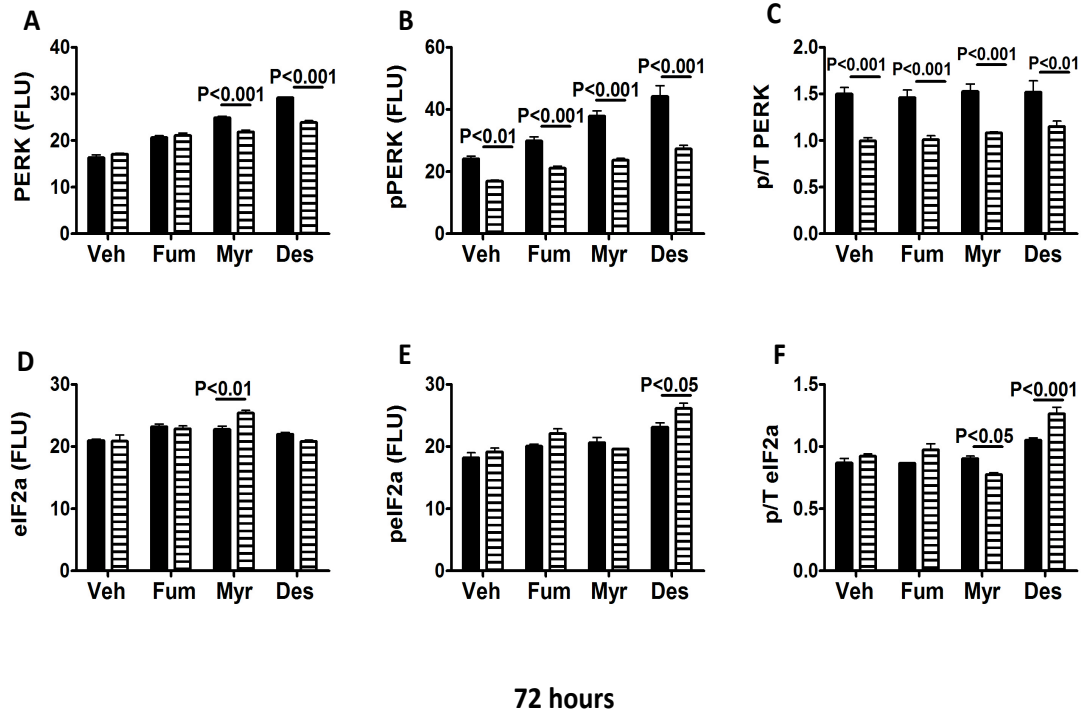 A
PERK (FLU)
40
30
20
10
0
P<0.001
P<0.001
Veh Fum Myr Des
B
pPERK (FLU)
60
40
20
0
P<0.01
P<0.001
P<0.001
P<0.001
Veh Fum Myr Des
C
p/T PERK
2.0
1.5
1.0
0.5
0.0
P<0.001
P<0.001
P<0.001
P<0.01
Veh Fum Myr Des
D
eIF2a (FLU)
30
20
10
0
P<0.01
Veh Fum Myr Des
E
peIF2a (FLU)
30
20
10
0
P<0.05
Veh Fum Myr Des
F
p/T eIF2a
1.5
1.0
0.5
0.0
P<0.05
P<0.001
Veh Fum Myr Des
72 hours